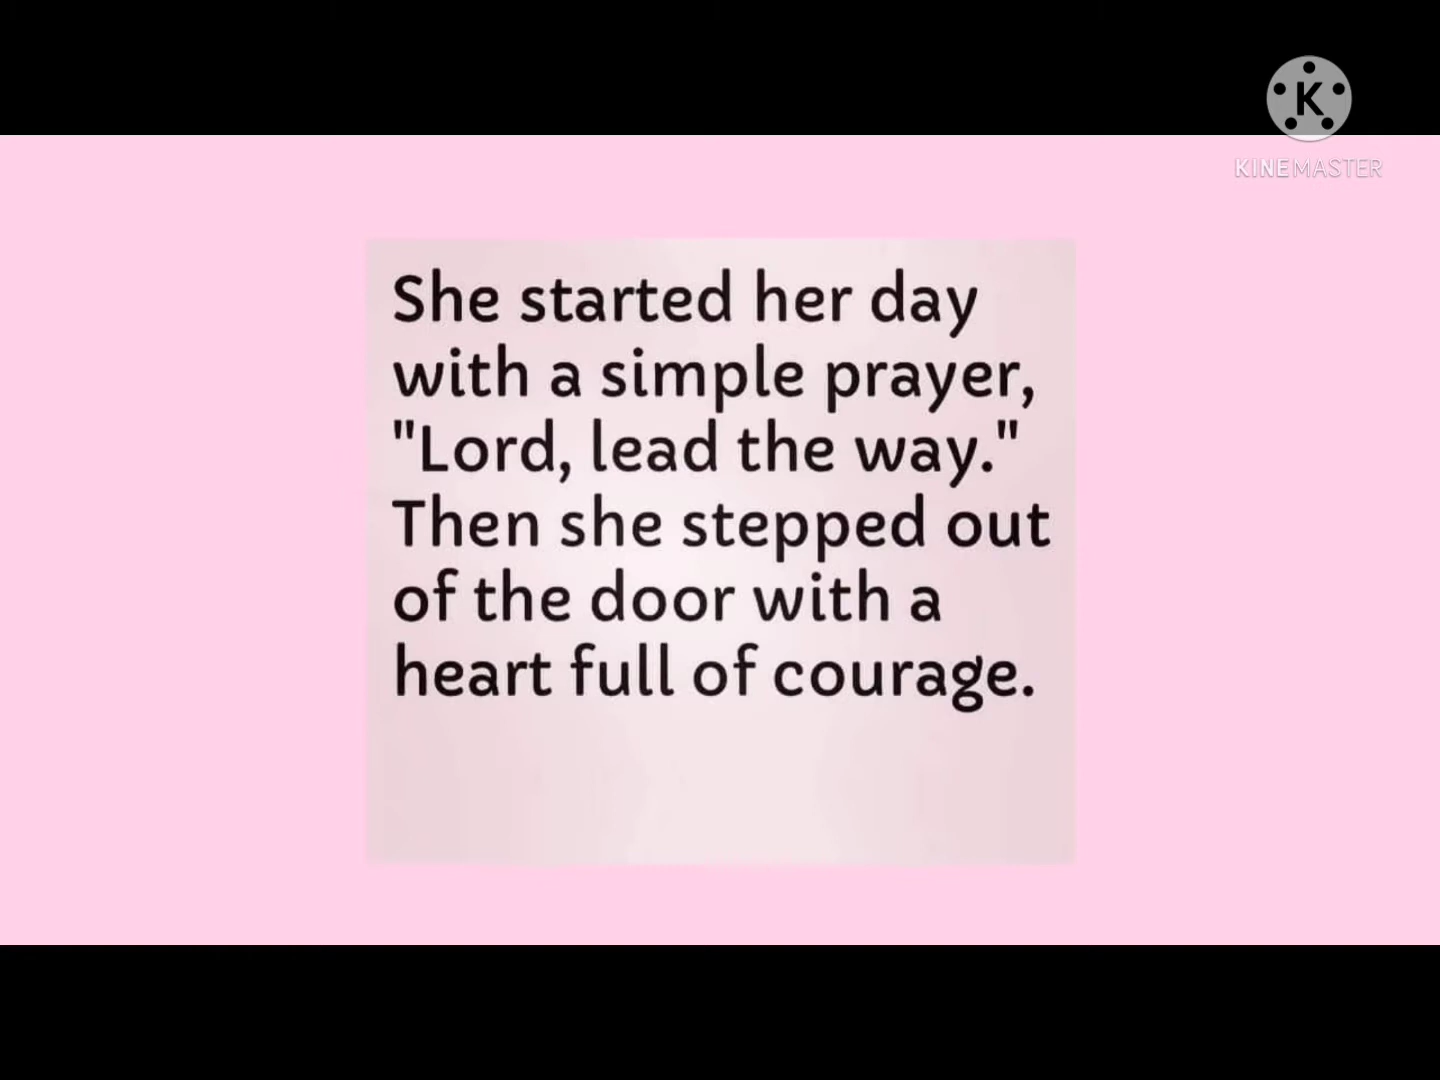 K
KINEMASTER
She started her day
with a simple prayer,
"Lord, lead the way."
Then she stepped out
of the door with a
heart full of courage.